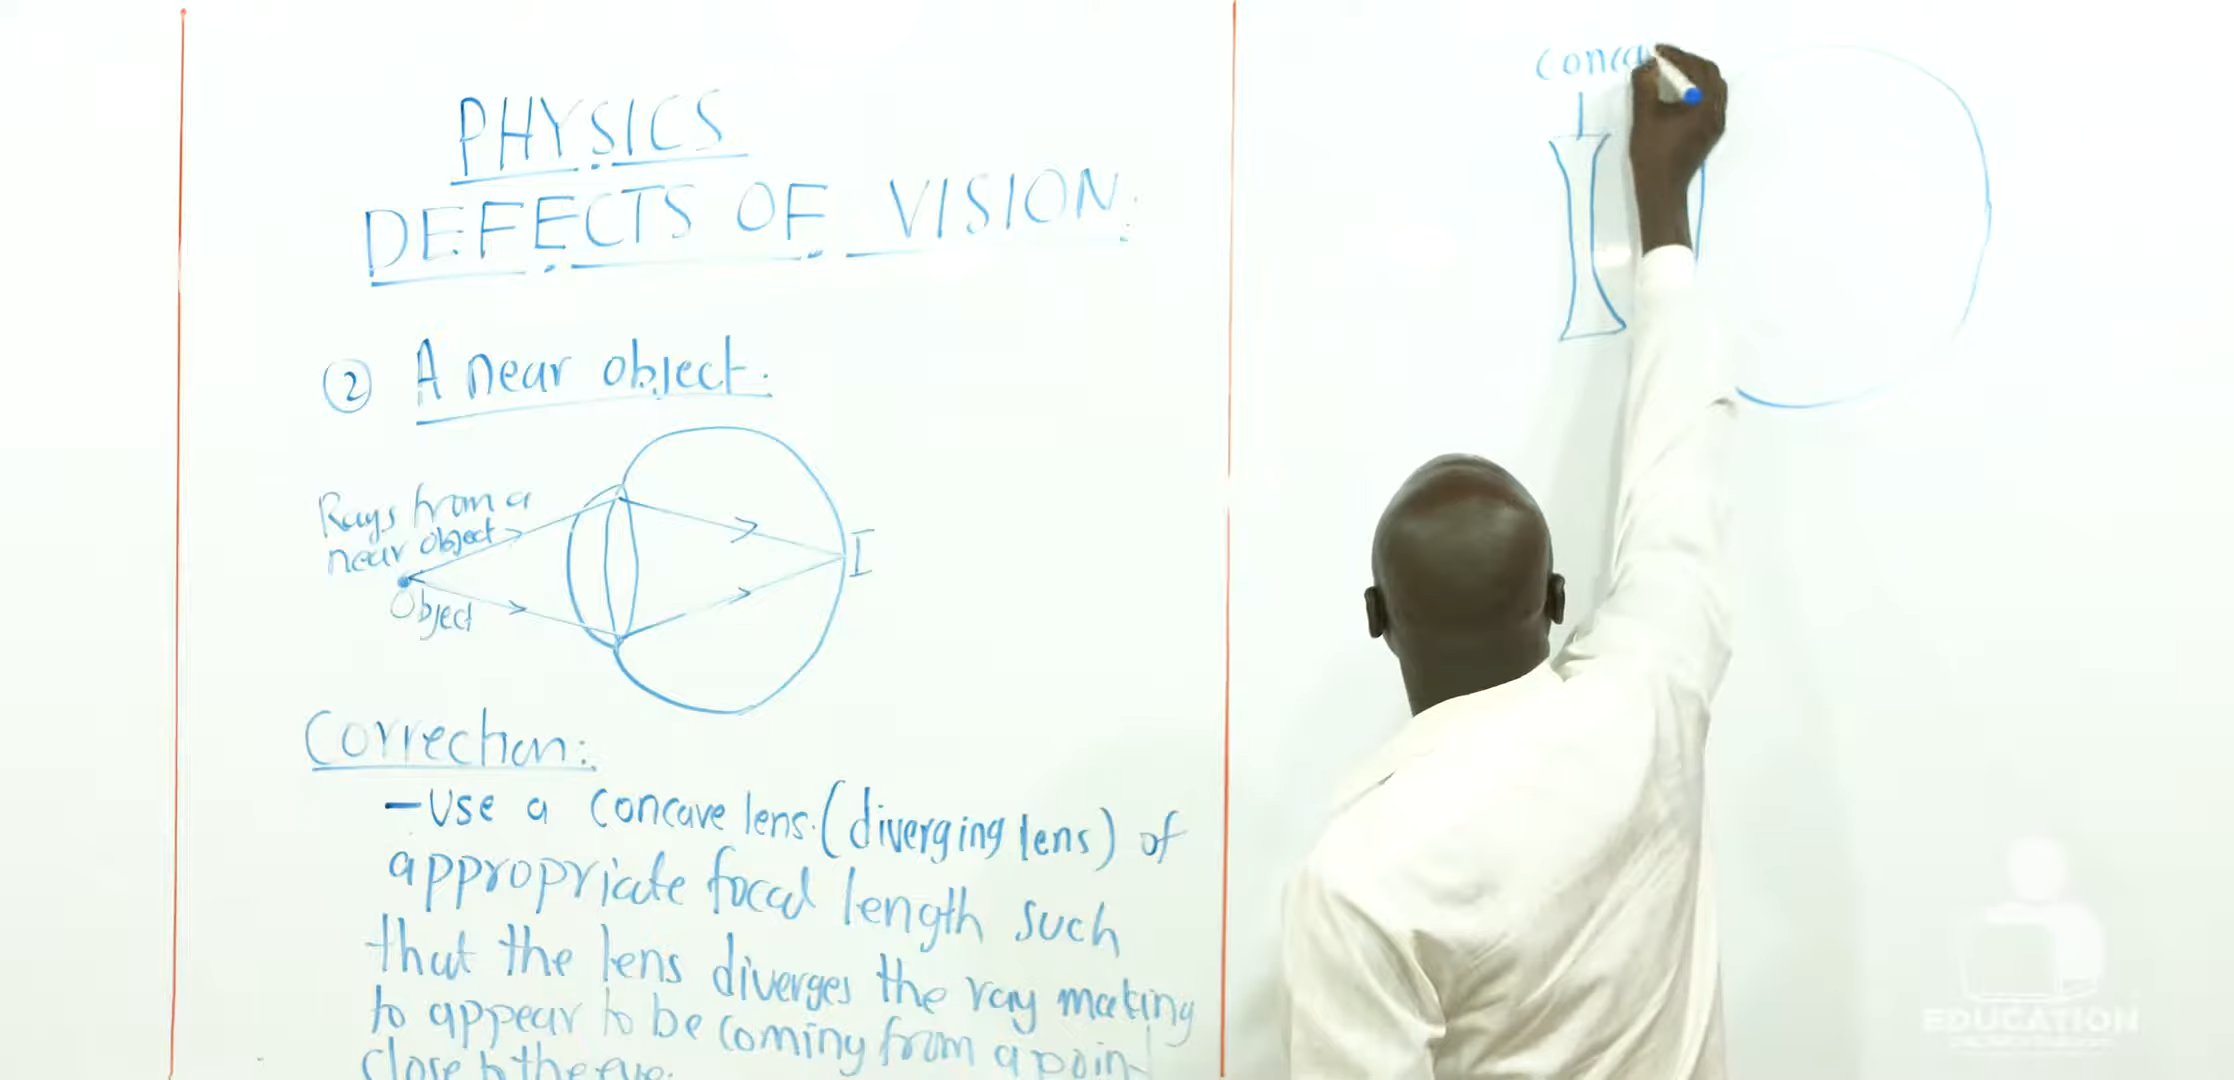 PHYSICS
DEFECTS OF VISION.
② A near object.
Rays from a
near object
Object
I
Correction:
- Use a concave lens (diverging lens) of
appropriate focal length such
that the lens diverges the ray making
to appear to be coming from a poin
close to the eye.
Conca
EDUCATION